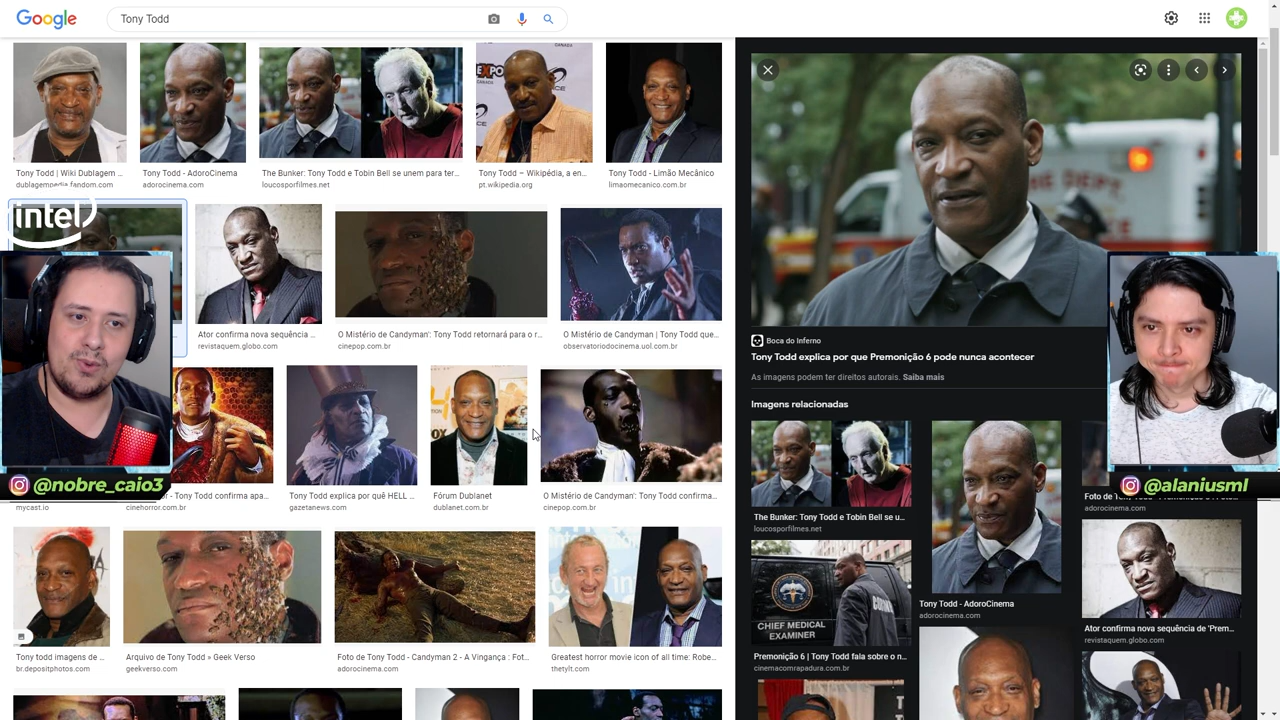 Google
Tony Todd
Tony Todd | Wiki Dublagem ...
dublagempedia.fandom.com
Tony Todd - AdoroCinema
adorocinema.com
The Bunker: Tony Todd e Tobin Bell se unem para ter...
loucosporfilmes.net
Tony Todd – Wikipédia, a en...
pt.wikipedia.org
Tony Todd - Limão Mecânico
limaomecanico.com.br
intel
Ator confirma nova sequência ...
revistaquem.globo.com
O Mistério de Candyman': Tony Todd retornará para o r...
cinepop.com.br
O Mistério de Candyman | Tony Todd que...
observatoriodocinema.uol.com.br
@nobre_caio3
mycast.io
- Tony Todd confirma apa...
cinehorror.com.br
Tony Todd explica por quê HELL ...
gazetanews.com
Fórum Dublanet
dublanet.com.br
O Mistério de Candyman': Tony Todd confirma...
cinepop.com.br
Tony todd imagens de ...
br.depositphotos.com
Arquivo de Tony Todd » Geek Verso
geekverso.com
Foto de Tony Todd - Candyman 2 - A Vingança : Fot...
adorocinema.com
Greatest horror movie icon of all time: Robe...
thetylt.com
Boca do Inferno
Tony Todd explica por que Premonição 6 pode nunca acontecer
As imagens podem ter direitos autorais. Saiba mais
Imagens relacionadas
@alaniusml
The Bunker: Tony Todd e Tobin Bell se u...
loucosporfilmes.net
Tony Todd - AdoroCinema
adorocinema.com
Foto de
adorocinema.com
CHIEF MEDICAL
EXAMINER
Premonição 6 | Tony Todd fala sobre o n...
cinemacomrapadura.com.br
Ator confirma nova sequência de 'Prem...
revistaquem.globo.com